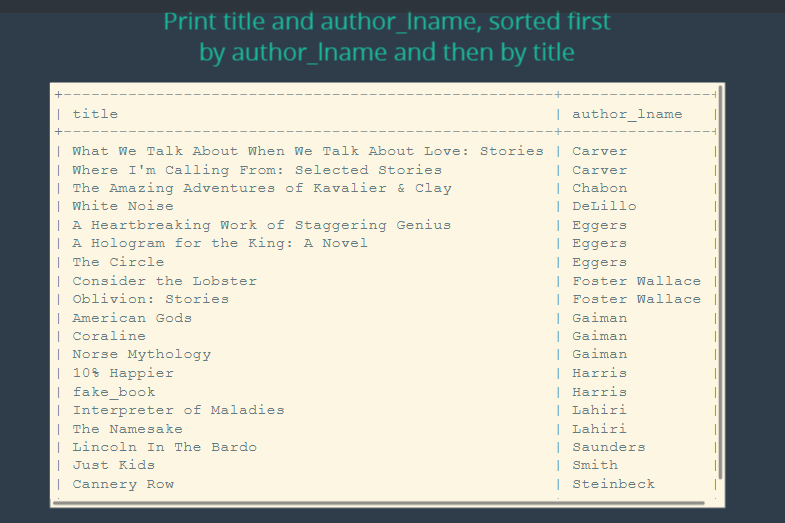 Print title and author_lname, sorted first
by author_lname and then by title
+----------------------------------------------------+-----------------+
| title | author_lname |
+----------------------------------------------------+-----------------+
| What We Talk About When We Talk About Love: Stories | Carver |
| Where I'm Calling From: Selected Stories | Carver |
| The Amazing Adventures of Kavalier & Clay | Chabon |
| White Noise | DeLillo |
| A Heartbreaking Work of Staggering Genius | Eggers |
| A Hologram for the King: A Novel | Eggers |
| The Circle | Eggers |
| Consider the Lobster | Foster Wallace |
| Oblivion: Stories | Foster Wallace |
| American Gods | Gaiman |
| Coraline | Gaiman |
| Norse Mythology | Gaiman |
| 10% Happier | Harris |
| fake_book | Harris |
| Interpreter of Maladies | Lahiri |
| The Namesake | Lahiri |
| Lincoln In The Bardo | Saunders |
| Just Kids | Smith |
| Cannery Row | Steinbeck |